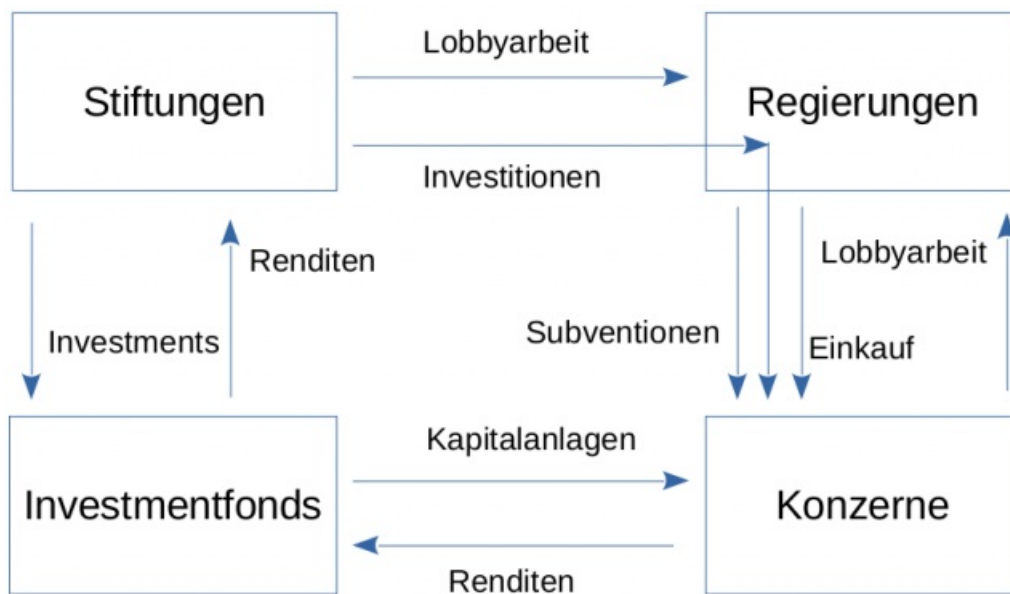 Lobbyarbeit
Stiftungen
Regierungen
Investitionen
Renditen
Lobbyarbeit
Investments
Subventionen
Einkauf
Kapitalanlagen
Investmentfonds
Konzerne
Renditen